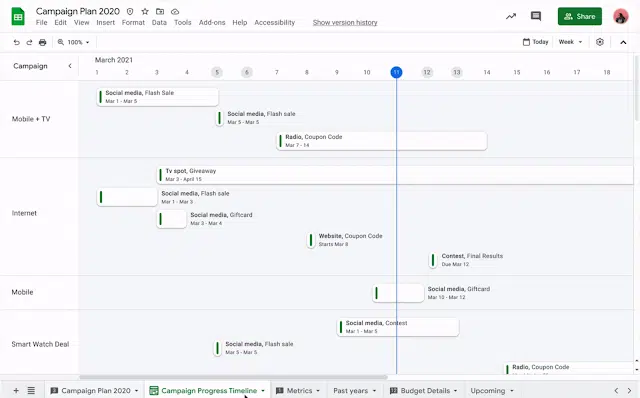 Campaign Plan 2020
File Edit View Insert Format Data Tools Add-ons Help Accessibility Show version history
Share
100% Today Week
Campaign
March 2021
1 2 3 4 5 6 7 8 9 10 11 12 13 14 15 16 17 18
Mobile + TV
Social media, Flash Sale
Mar 1 - Mar 5
Social media, Flash sale
Mar 5 - Mar 5
Radio, Coupon Code
Mar 7 - 14
Internet
Tv spot, Giveaway
Mar 3 - April 15
Social media, Flash sale
Mar 1 - Mar 3
Social media, Giftcard
Mar 3 - Mar 4
Website, Coupon Code
Starts Mar 8
Contest, Final Results
Due Mar 12
Mobile
Social media, Giftcard
Mar 10 - Mar 12
Smart Watch Deal
Social media, Contest
Mar 1 - Mar 5
Social media, Flash sale
Mar 5 - Mar 5
Radio, Coupon Code
Campaign Plan 2020 Campaign Progress Timeline Metrics Past years Budget Details Upcoming